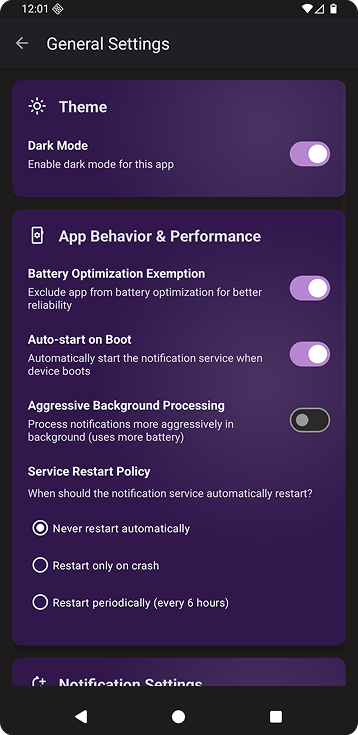 12:01
General Settings
Theme
Dark Mode
Enable dark mode for this app
App Behavior & Performance
Battery Optimization Exemption
Exclude app from battery optimization for better
reliability
Auto-start on Boot
Automatically start the notification service when
device boots
Aggressive Background Processing
Process notifications more aggressively in
background (uses more battery)
Service Restart Policy
When should the notification service automatically restart?
Never restart automatically
Restart only on crash
Restart periodically (every 6 hours)
Notification Settings